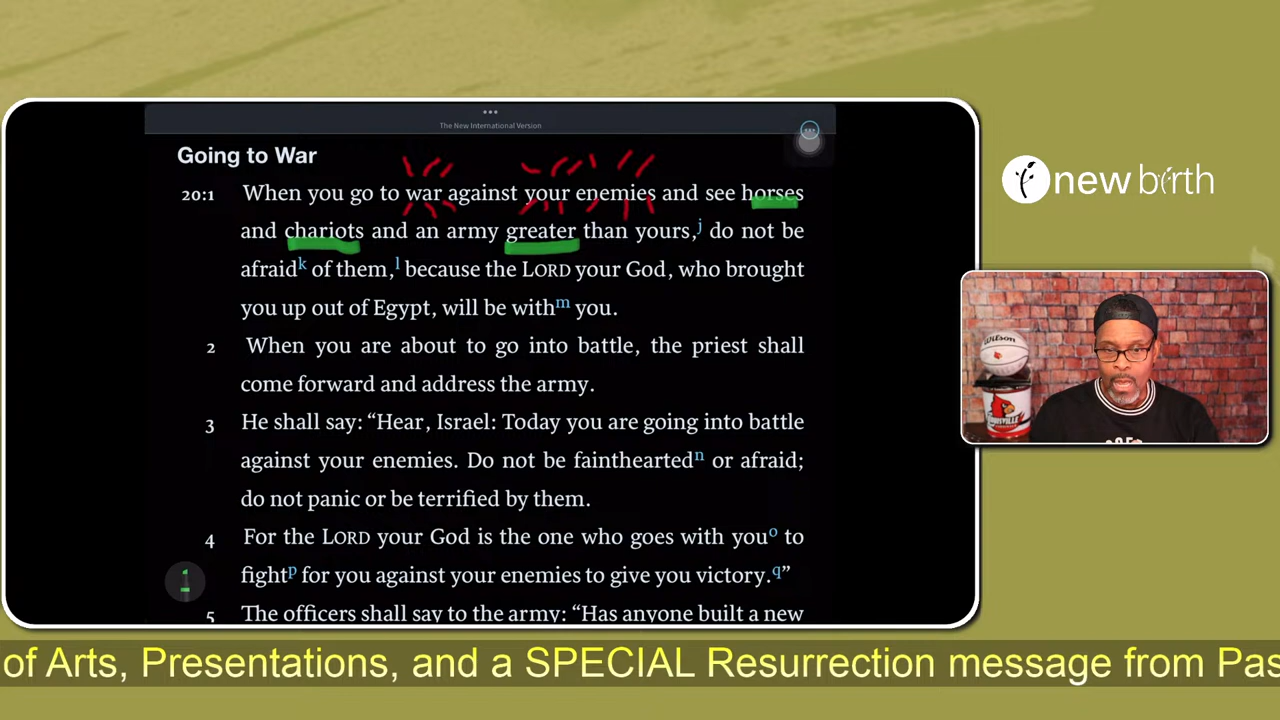 The New International Version
Going to War
20:1 When you go to war against your enemies and see horses
and chariots and an army greater than yours,j do not be
afraidk of them,l because the LORD your God, who brought
you up out of Egypt, will be withm you.
2 When you are about to go into battle, the priest shall
come forward and address the army.
3 He shall say: “Hear, Israel: Today you are going into battle
against your enemies. Do not be faintheartedn or afraid;
do not panic or be terrified by them.
4 For the LORD your God is the one who goes with youo to
fightp for you against your enemies to give you victory.q”
5 The officers shall say to the army: “Has anyone built a new
new birth
Wilson
of Arts, Presentations, and a SPECIAL Resurrection message from Pas